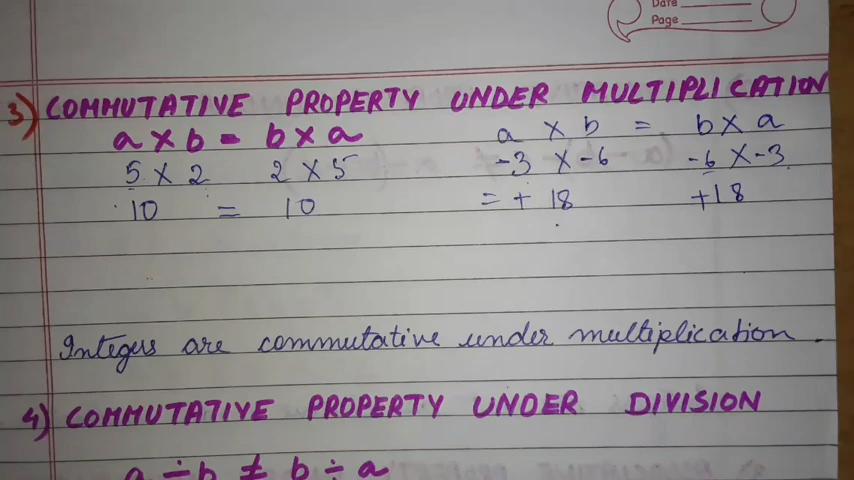 Date
Page
3) COMMUTATIVE PROPERTY UNDER MULTIPLICATION
a × b = b × a
a × b = b × a
5 × 2 2 × 5
-3 × -6 -6 × -3
10 = 10
= + 18 +18
Integers are commutative under multiplication.
4) COMMUTATIVE PROPERTY UNDER DIVISION
a ÷ b ≠ b ÷ a